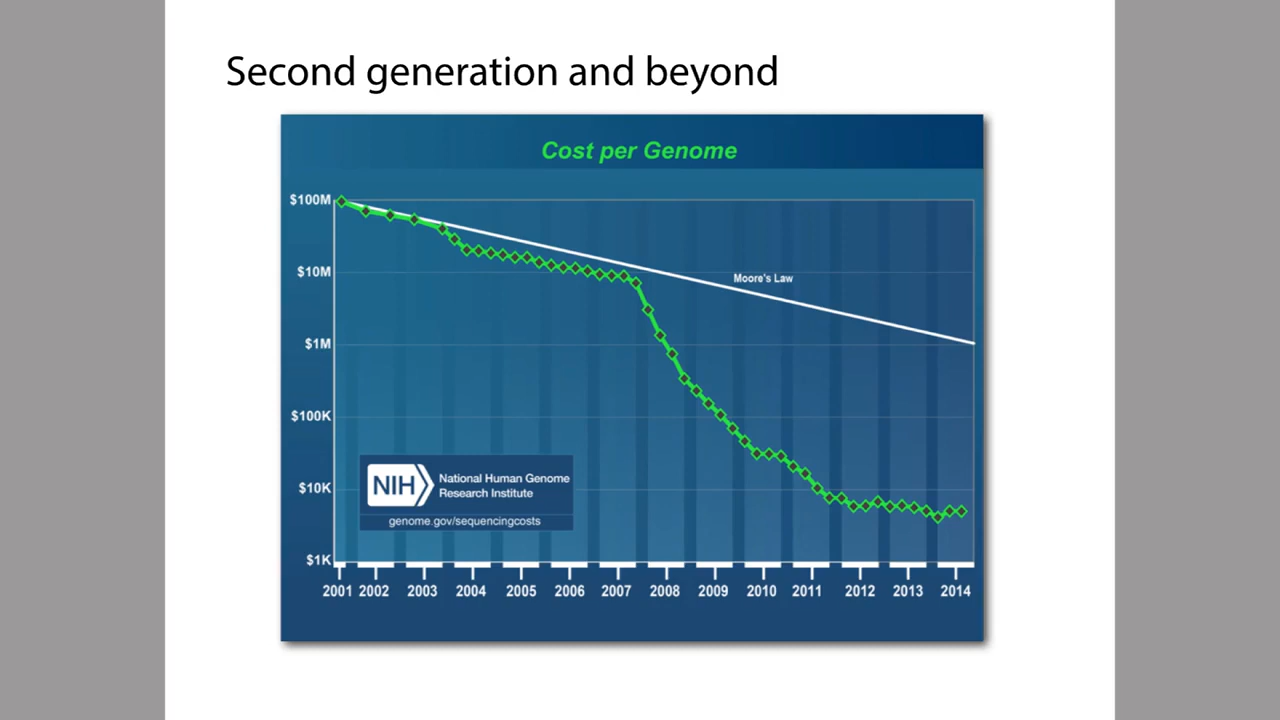 Second generation and beyond
Cost per Genome
$100M
$10M
Moore's Law
$1M
$100K
$10K
NIH
National Human Genome
Research Institute
genome.gov/sequencingcosts
$1K
2001 2002 2003 2004 2005 2006 2007 2008 2009 2010 2011 2012 2013 2014